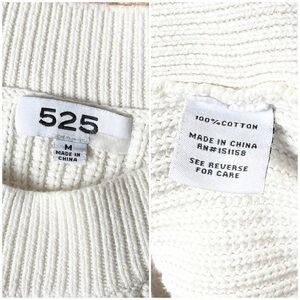 525
M
MADE IN
CHINA
100% COTTON
MADE IN CHINA
RN#151158
SEE REVERSE
FOR CARE